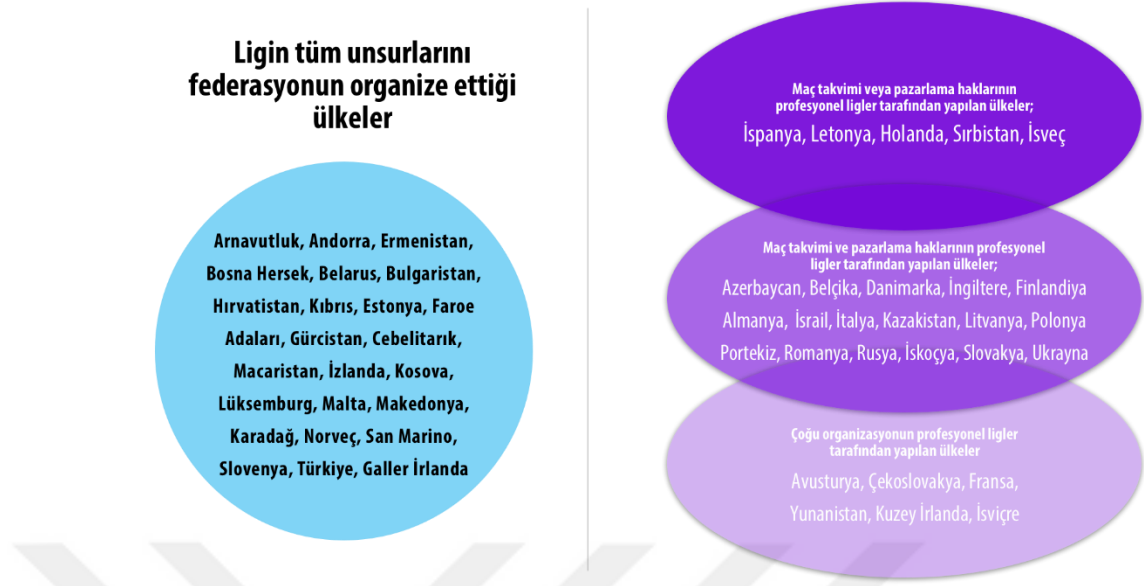 Ligin tüm unsurlarını
federasyonun organize ettiği
ülkeler
Arnavutluk, Andorra, Ermenistan,
Bosna Hersek, Belarus, Bulgaristan,
Hırvatistan, Kıbrıs, Estonya, Faroe
Adaları, Gürcistan, Cebelitarık,
Macaristan, İzlanda, Kosova,
Lüksemburg, Malta, Makedonya,
Karadağ, Norveç, San Marino,
Slovenya, Türkiye, Galler İrlanda
Maç takvimi veya pazarlama haklarının
profesyonel ligler tarafından yapılan ülkeler;
İspanya, Letonya, Holanda, Sırbistan, İsveç
Maç takvimi ve pazarlama haklarının profesyonel
ligler tarafından yapılan ülkeler;
Azerbaycan, Belçika, Danimarka, İngiltere, Finlandiya
Almanya, İsrail, İtalya, Kazakistan, Litvanya, Polonya
Portekiz, Romanya, Rusya, İskoçya, Slovakya, Ukrayna
Çoğu organizasyonun profesyonel ligler
tarafından yapılan ülkeler
Avusturya, Çekoslovakya, Fransa,
Yunanistan, Kuzey İrlanda, İsviçre